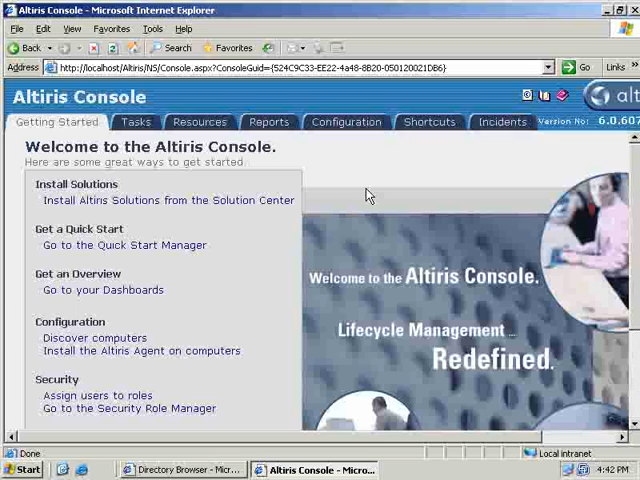 Altiris Console - Microsoft Internet Explorer
File Edit View Favorites Tools Help
Back Search Favorites
Address http://localhost/Altiris/NS/Console.aspx?ConsoleGuid={524C9C33-EE22-4a48-8B20-050120021DB6} Go Links »
Altiris Console alt
Getting Started Tasks Resources Reports Configuration Shortcuts Incidents Version No: 6.0.607
Welcome to the Altiris Console.
Here are some great ways to get started.
Install Solutions
Install Altiris Solutions from the Solution Center
Get a Quick Start
Go to the Quick Start Manager
Get an Overview
Go to your Dashboards
Configuration
Discover computers
Install the Altiris Agent on computers
Security
Assign users to roles
Go to the Security Role Manager
Welcome to the Altiris Console.
Lifecycle Management ...
Redefined.
Done Local intranet
Start Directory Browser - Mic... Altiris Console - Micro... 4:42 PM